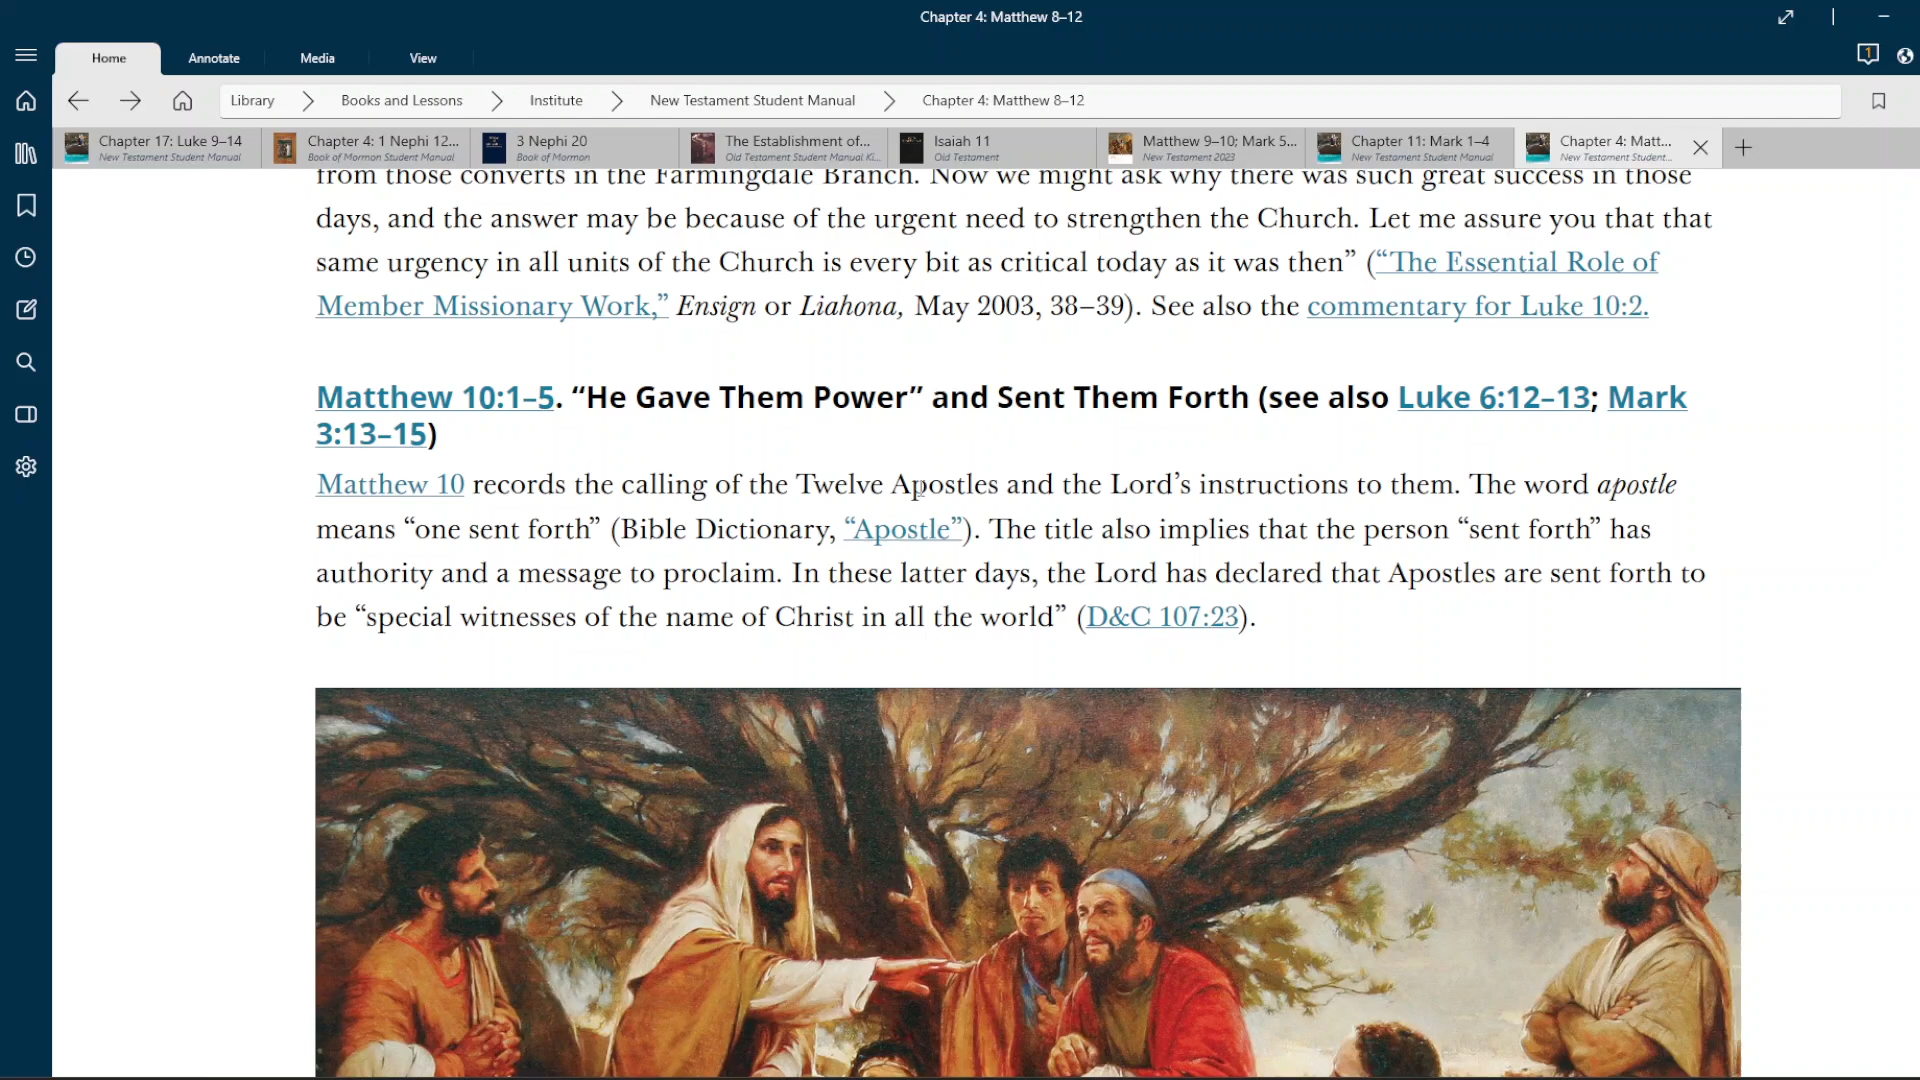 Chapter 4: Matthew 8–12
Home
Annotate
Media
View
1
Library
Books and Lessons
Institute
New Testament Student Manual
Chapter 4: Matthew 8–12
Chapter 17: Luke 9–14
New Testament Student Manual
Chapter 4: 1 Nephi 12...
Book of Mormon Student Manual
3 Nephi 20
Book of Mormon
The Establishment of...
Old Testament Student Manual Ki...
Isaiah 11
Old Testament
Matthew 9–10; Mark 5...
New Testament 2023
Chapter 11: Mark 1–4
New Testament Student Manual
Chapter 4: Matt...
New Testament Student...
from those converts in the Farmingdale Branch. Now we might ask why there was such great success in those
days, and the answer may be because of the urgent need to strengthen the Church. Let me assure you that that
same urgency in all units of the Church is every bit as critical today as it was then” (“The Essential Role of
Member Missionary Work,” Ensign or Liahona, May 2003, 38–39). See also the commentary for Luke 10:2.
Matthew 10:1–5. “He Gave Them Power” and Sent Them Forth (see also Luke 6:12–13; Mark
3:13–15)
Matthew 10 records the calling of the Twelve Apostles and the Lord’s instructions to them. The word apostle
means “one sent forth” (Bible Dictionary, “Apostle”). The title also implies that the person “sent forth” has
authority and a message to proclaim. In these latter days, the Lord has declared that Apostles are sent forth to
be “special witnesses of the name of Christ in all the world” (D&C 107:23).